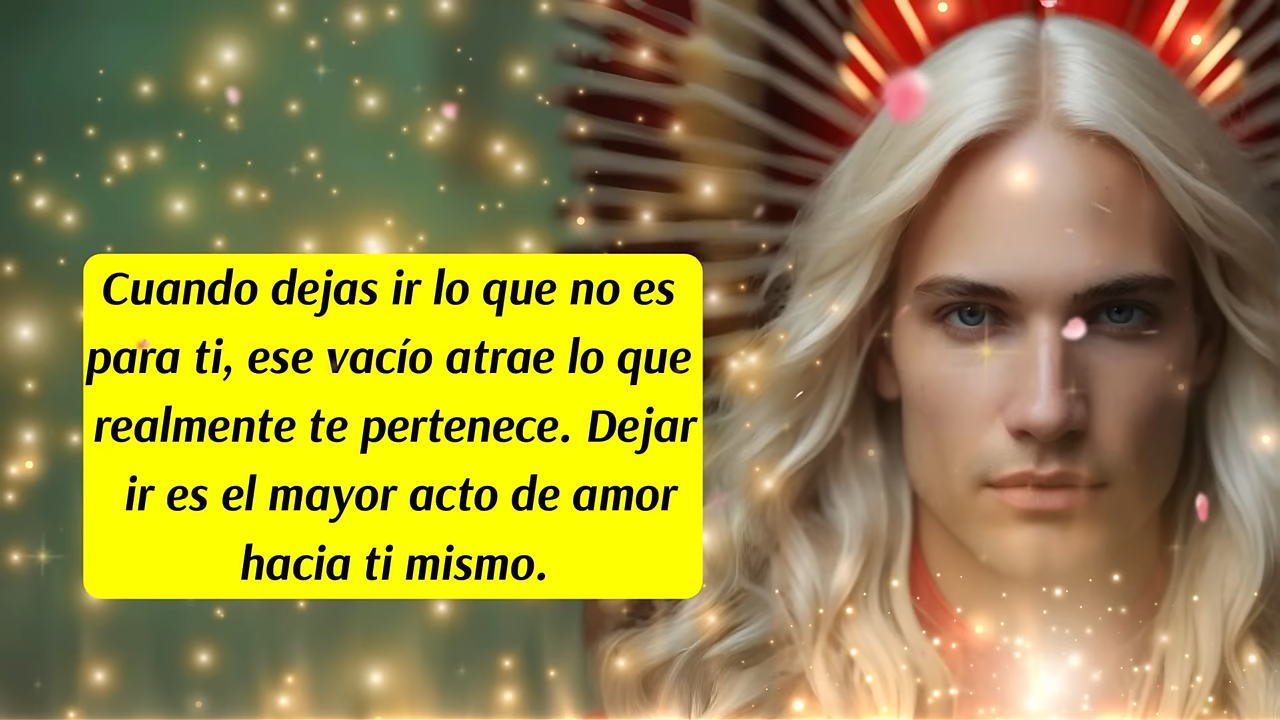 Cuando dejas ir lo que no es
para ti, ese vacío atrae lo que
realmente te pertenece. Dejar
ir es el mayor acto de amor
hacia ti mismo.